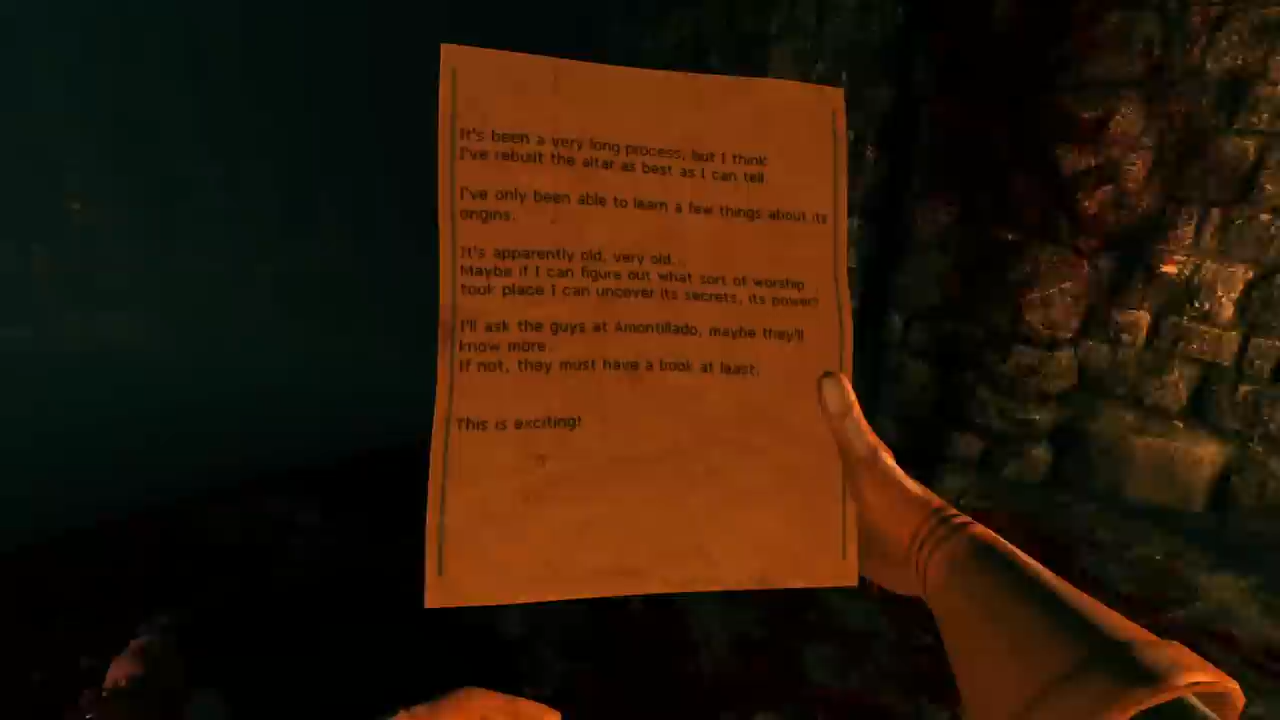 It's been a very long process, but I think
I've rebuilt the altar as best as I can tell.
I've only been able to learn a few things about its
origins.
It's apparently old, very old...
Maybe if I can figure out what sort of worship
took place I can uncover its secrets, its power?
I'll ask the guys at Amontillado, maybe they'll
know more.
If not, they must have a book at least.
This is exciting!